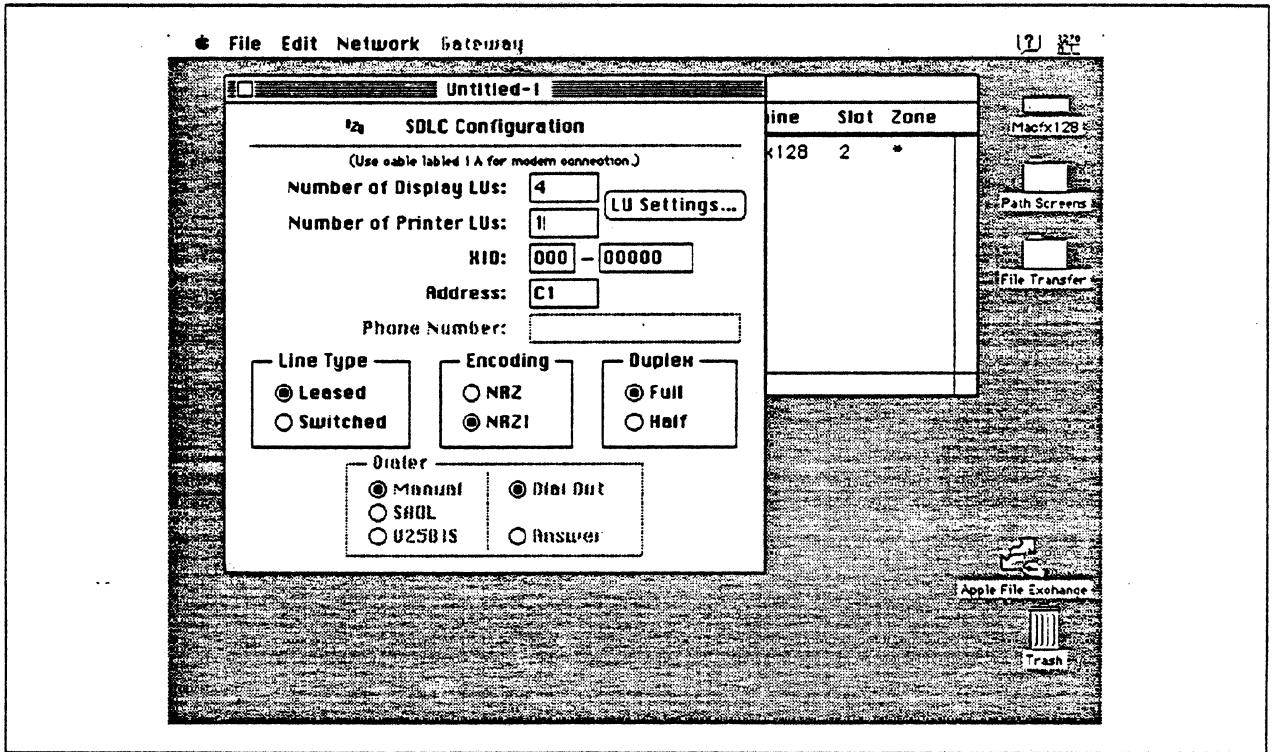 File Edit Network Gateway
Untitled-1
SDLC Configuration
(Use cable labled 1A for modem connection.)
Number of Display LUs: 4
LU Settings...
Number of Printer LUs: 1
XID: 000 - 00000
Address: C1
Phone Number:
Line Type
Leased
Switched
Encoding
NRZ
NRZI
Duplex
Full
Half
Dialer
Manual
SADL
V25BIS
Dial Out
Answer
ine Slot Zone
x128 2 *
Macfx128
Path Screens
File Transfer
Apple File Exchange
Trash